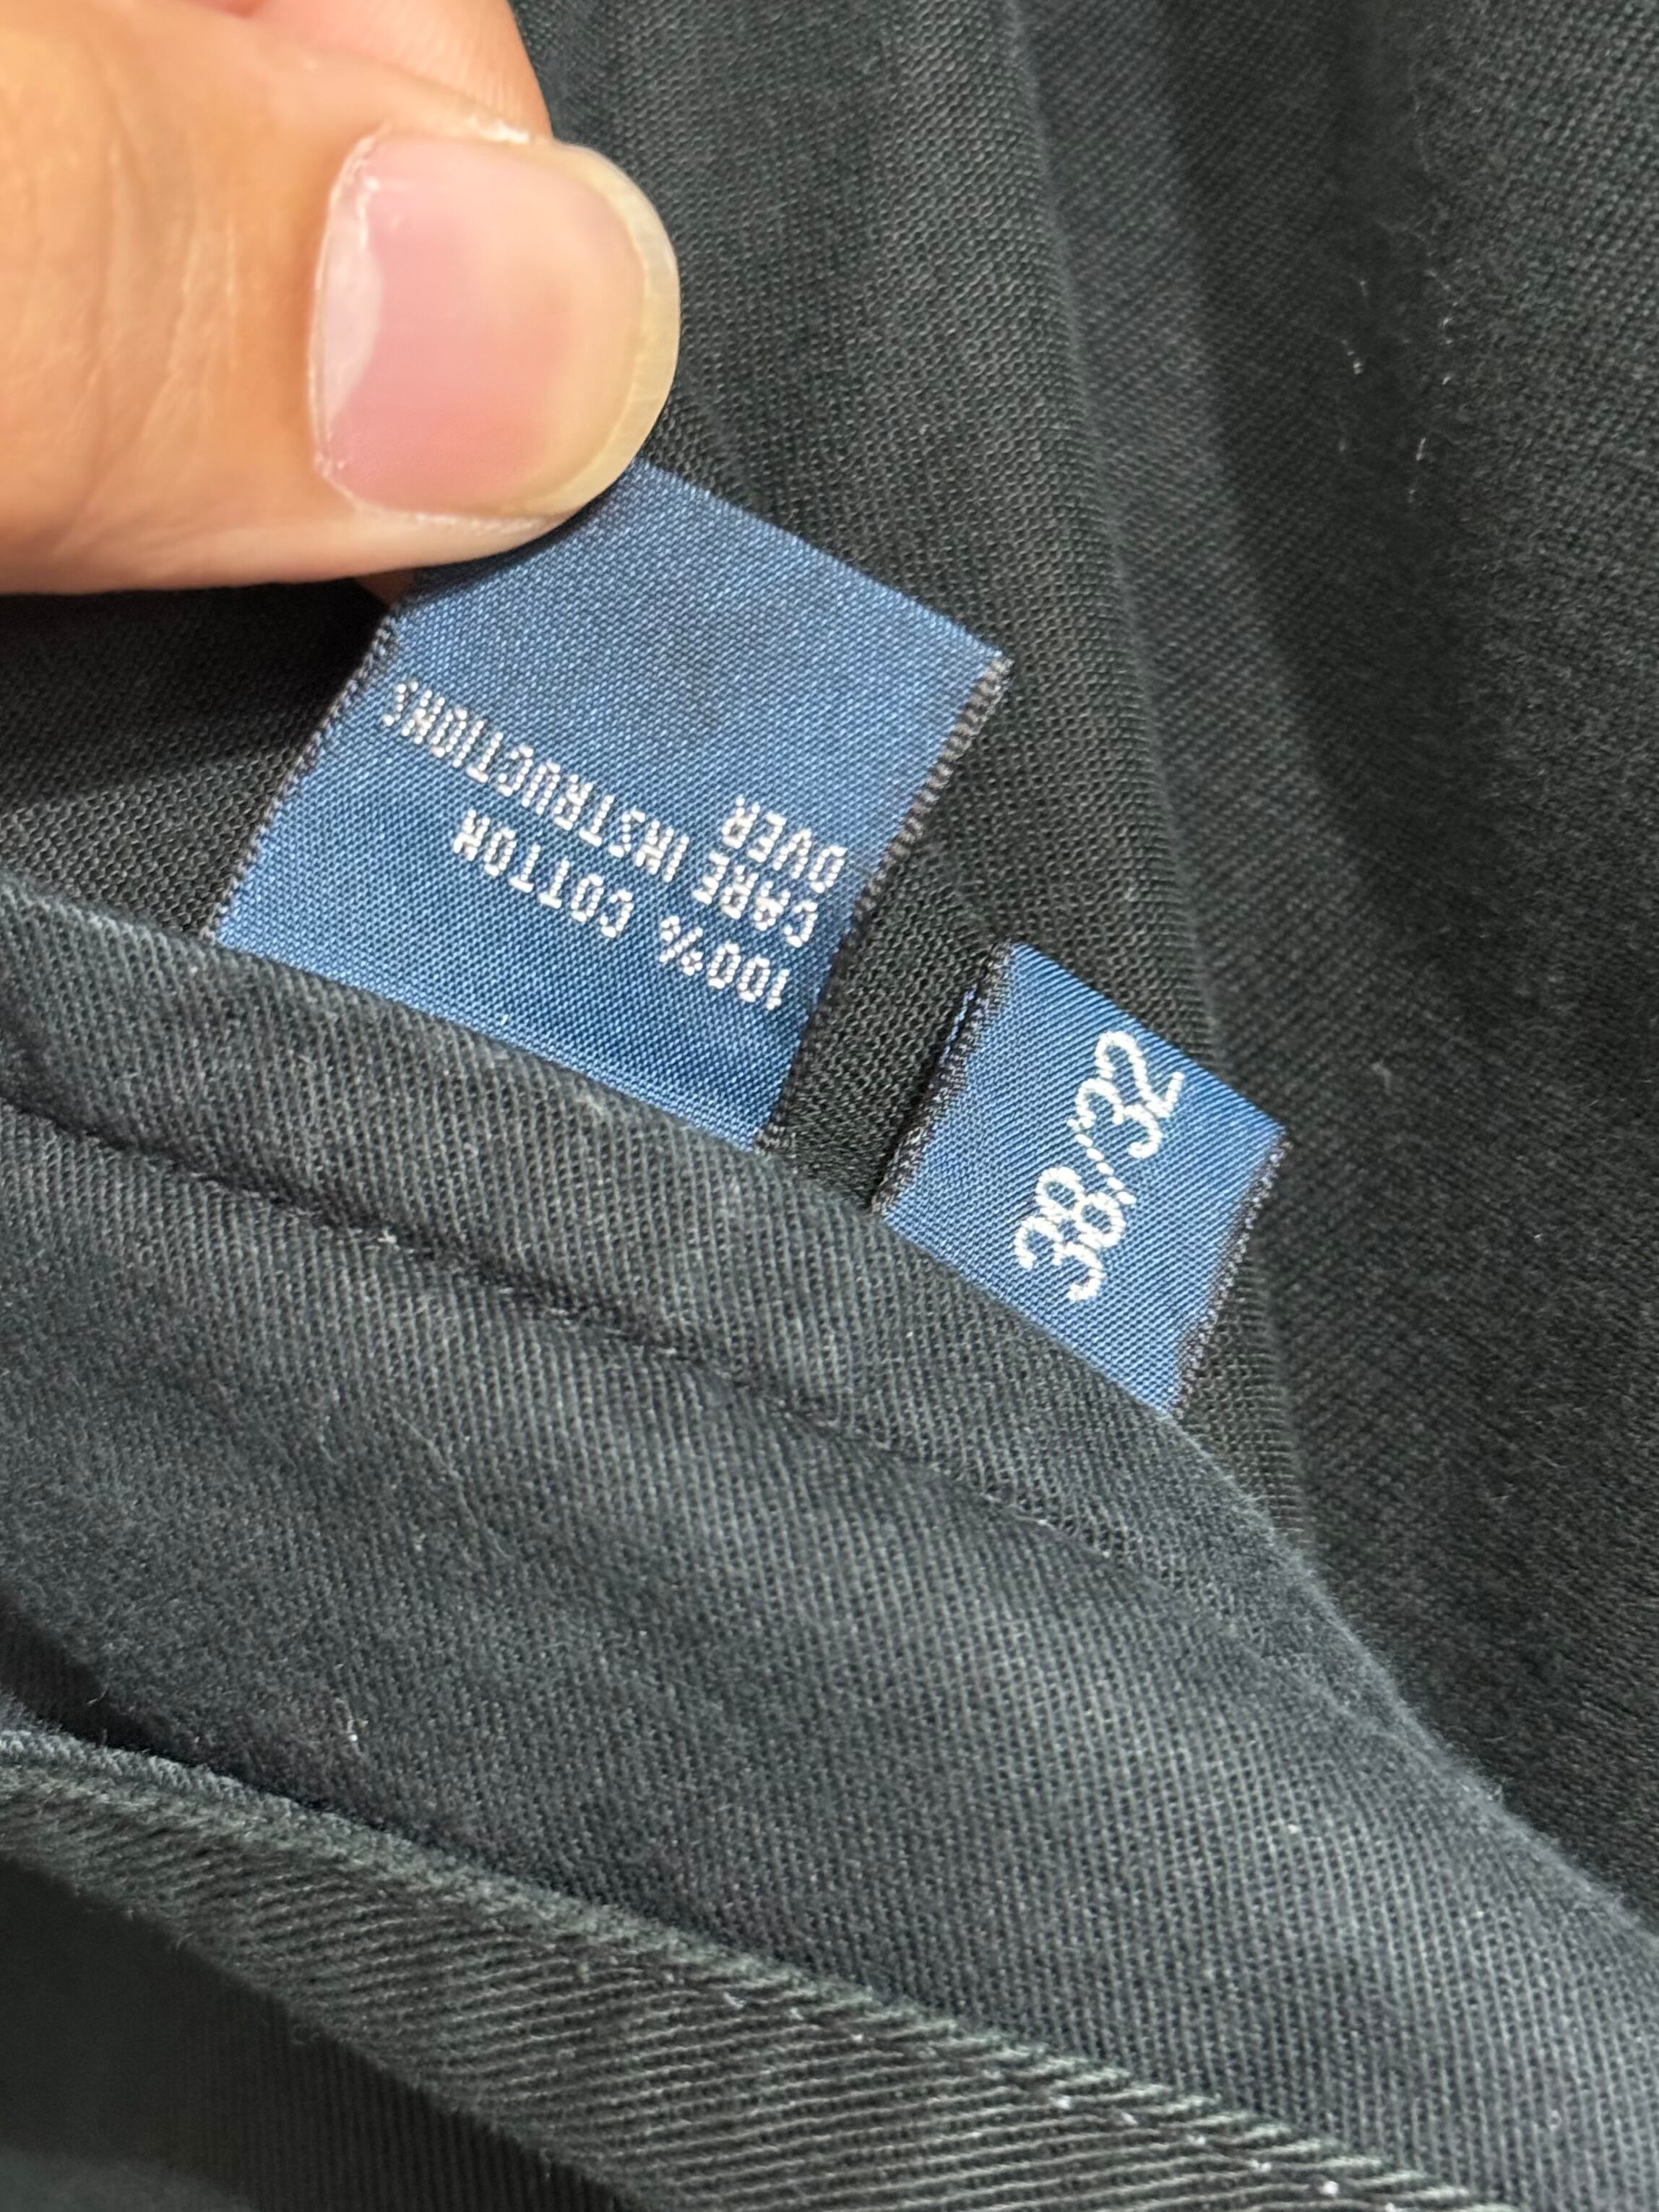 100% COTTON
CARE INSTRUCTIONS
OVER
38/32